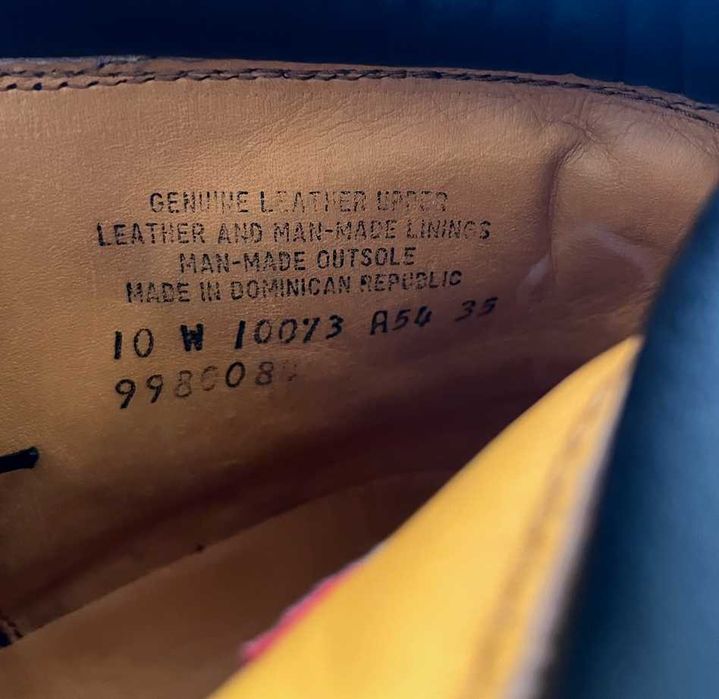 GENUINE LEATHER UPPER
LEATHER AND MAN-MADE LININGS
MAN-MADE OUTSOLE
MADE IN DOMINICAN REPUBLIC
10 W 10073 A54 35